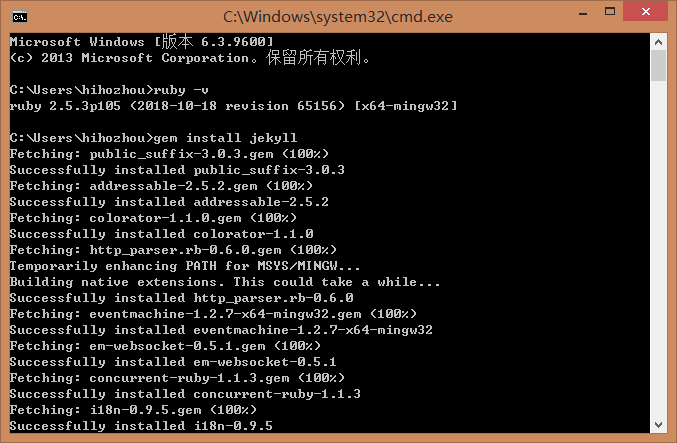 C:\Windows\system32\cmd.exe
Microsoft Windows [版本 6.3.9600]
(c) 2013 Microsoft Corporation。保留所有权利。
C:\Users\hihozhou>ruby -v
ruby 2.5.3p105 (2018-10-18 revision 65156) [x64-mingw32]
C:\Users\hihozhou>gem install jekyll
Fetching: public_suffix-3.0.3.gem (100%)
Successfully installed public_suffix-3.0.3
Fetching: addressable-2.5.2.gem (100%)
Successfully installed addressable-2.5.2
Fetching: colorator-1.1.0.gem (100%)
Successfully installed colorator-1.1.0
Fetching: http_parser.rb-0.6.0.gem (100%)
Temporarily enhancing PATH for MSYS/MINGW...
Building native extensions. This could take a while...
Successfully installed http_parser.rb-0.6.0
Fetching: eventmachine-1.2.7-x64-mingw32.gem (100%)
Successfully installed eventmachine-1.2.7-x64-mingw32
Fetching: em-websocket-0.5.1.gem (100%)
Successfully installed em-websocket-0.5.1
Fetching: concurrent-ruby-1.1.3.gem (100%)
Successfully installed concurrent-ruby-1.1.3
Fetching: i18n-0.9.5.gem (100%)
Successfully installed i18n-0.9.5